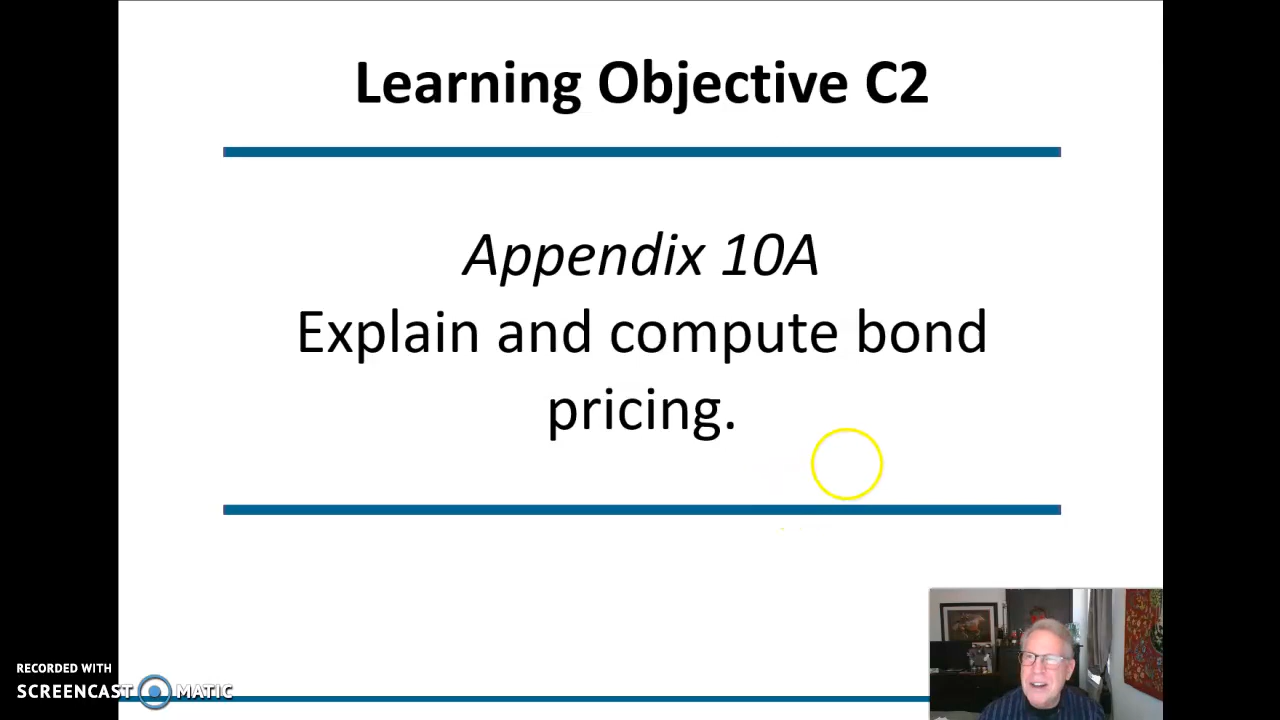 Learning Objective C2
Appendix 10A
Explain and compute bond
pricing.
RECORDED WITH
SCREENCAST MATIC